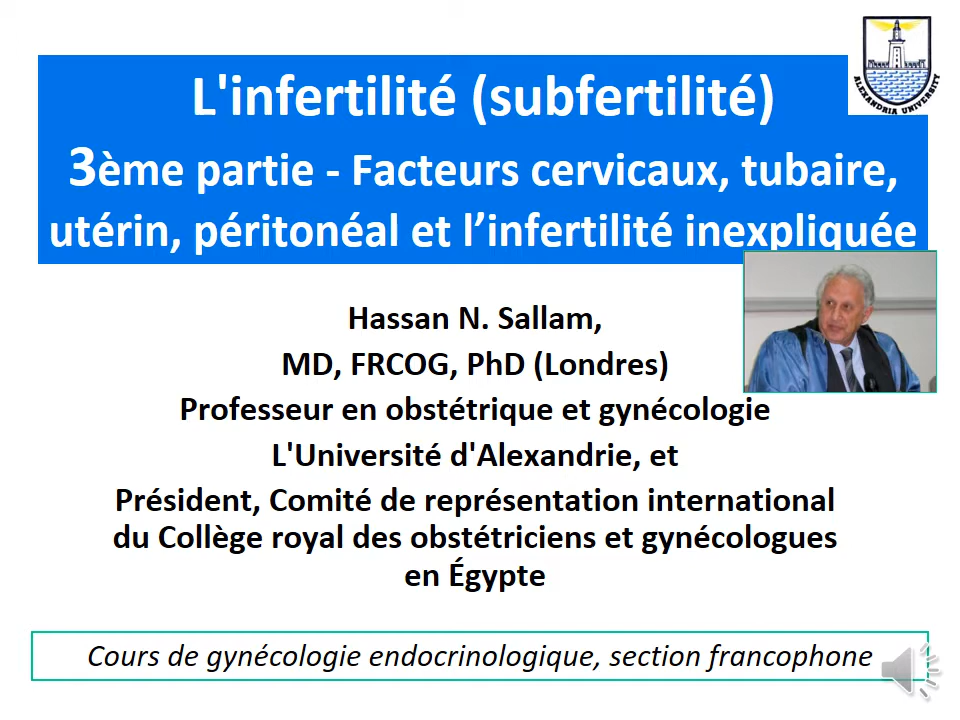 ALEXANDRIA UNIVERSITY
L'infertilité (subfertilité)
3ème partie - Facteurs cervicaux, tubaire,
utérin, péritonéal et l’infertilité inexpliquée
Hassan N. Sallam,
MD, FRCOG, PhD (Londres)
Professeur en obstétrique et gynécologie
L'Université d'Alexandrie, et
Président, Comité de représentation international
du Collège royal des obstétriciens et gynécologues
en Égypte
Cours de gynécologie endocrinologique, section francophone